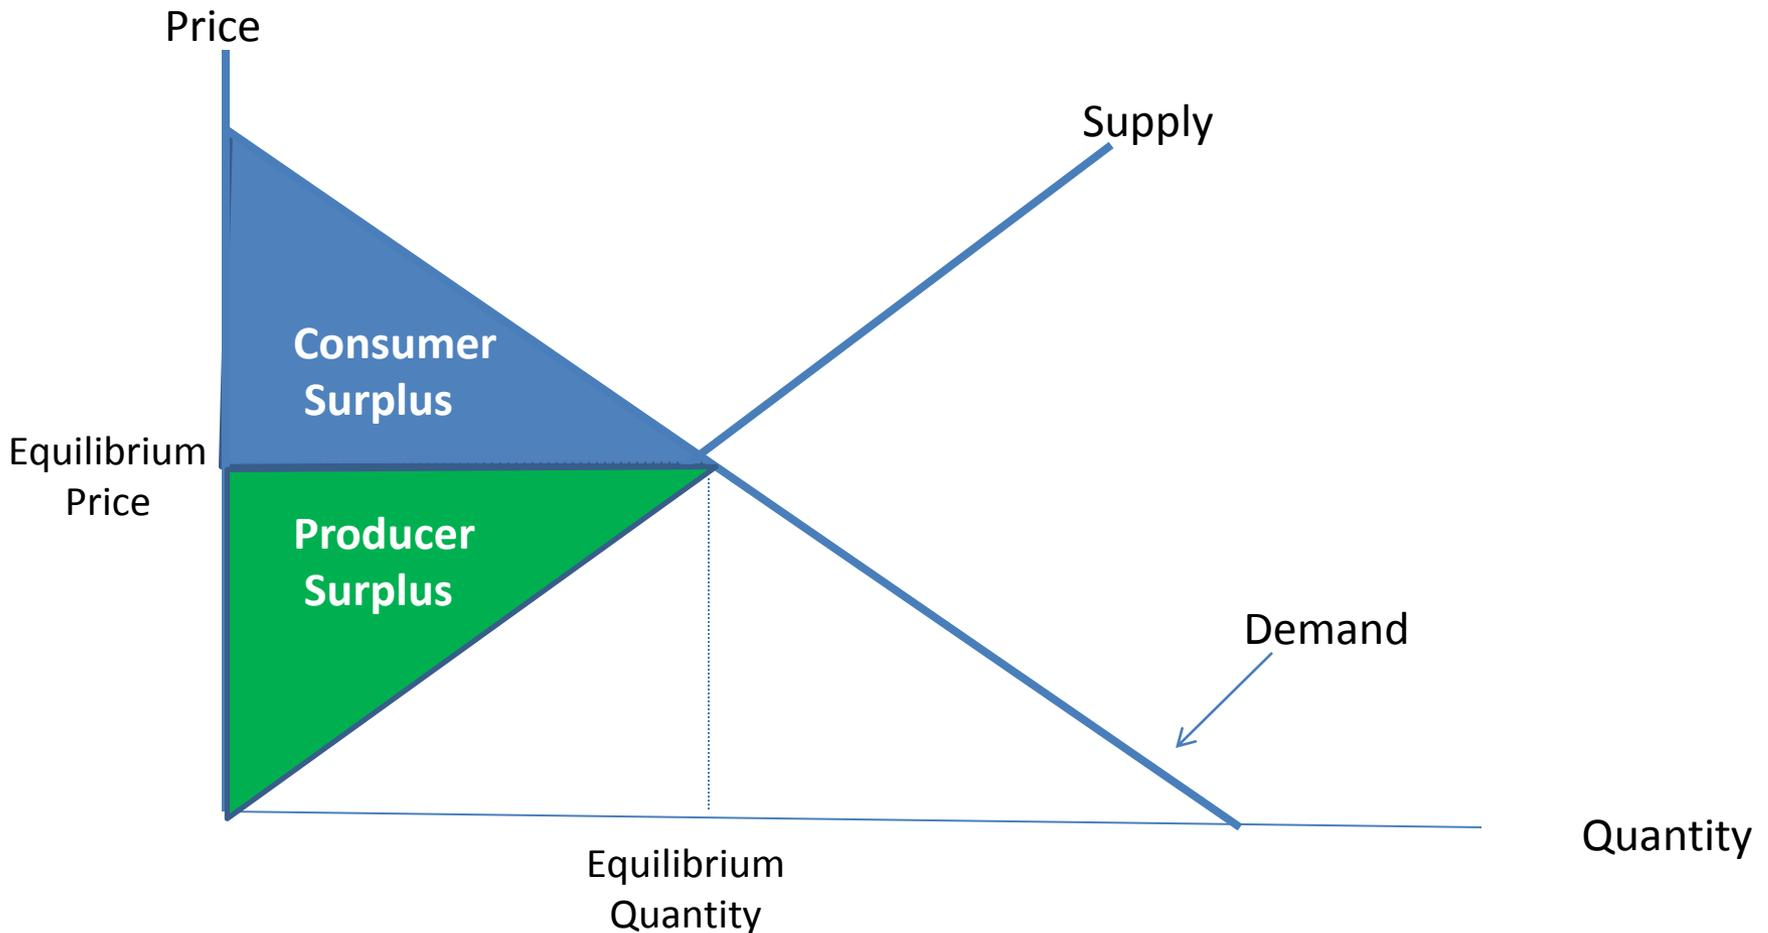 Price
Supply
Consumer
Surplus
Equilibrium
Price
Producer
Surplus
Demand
Quantity
Equilibrium
Quantity